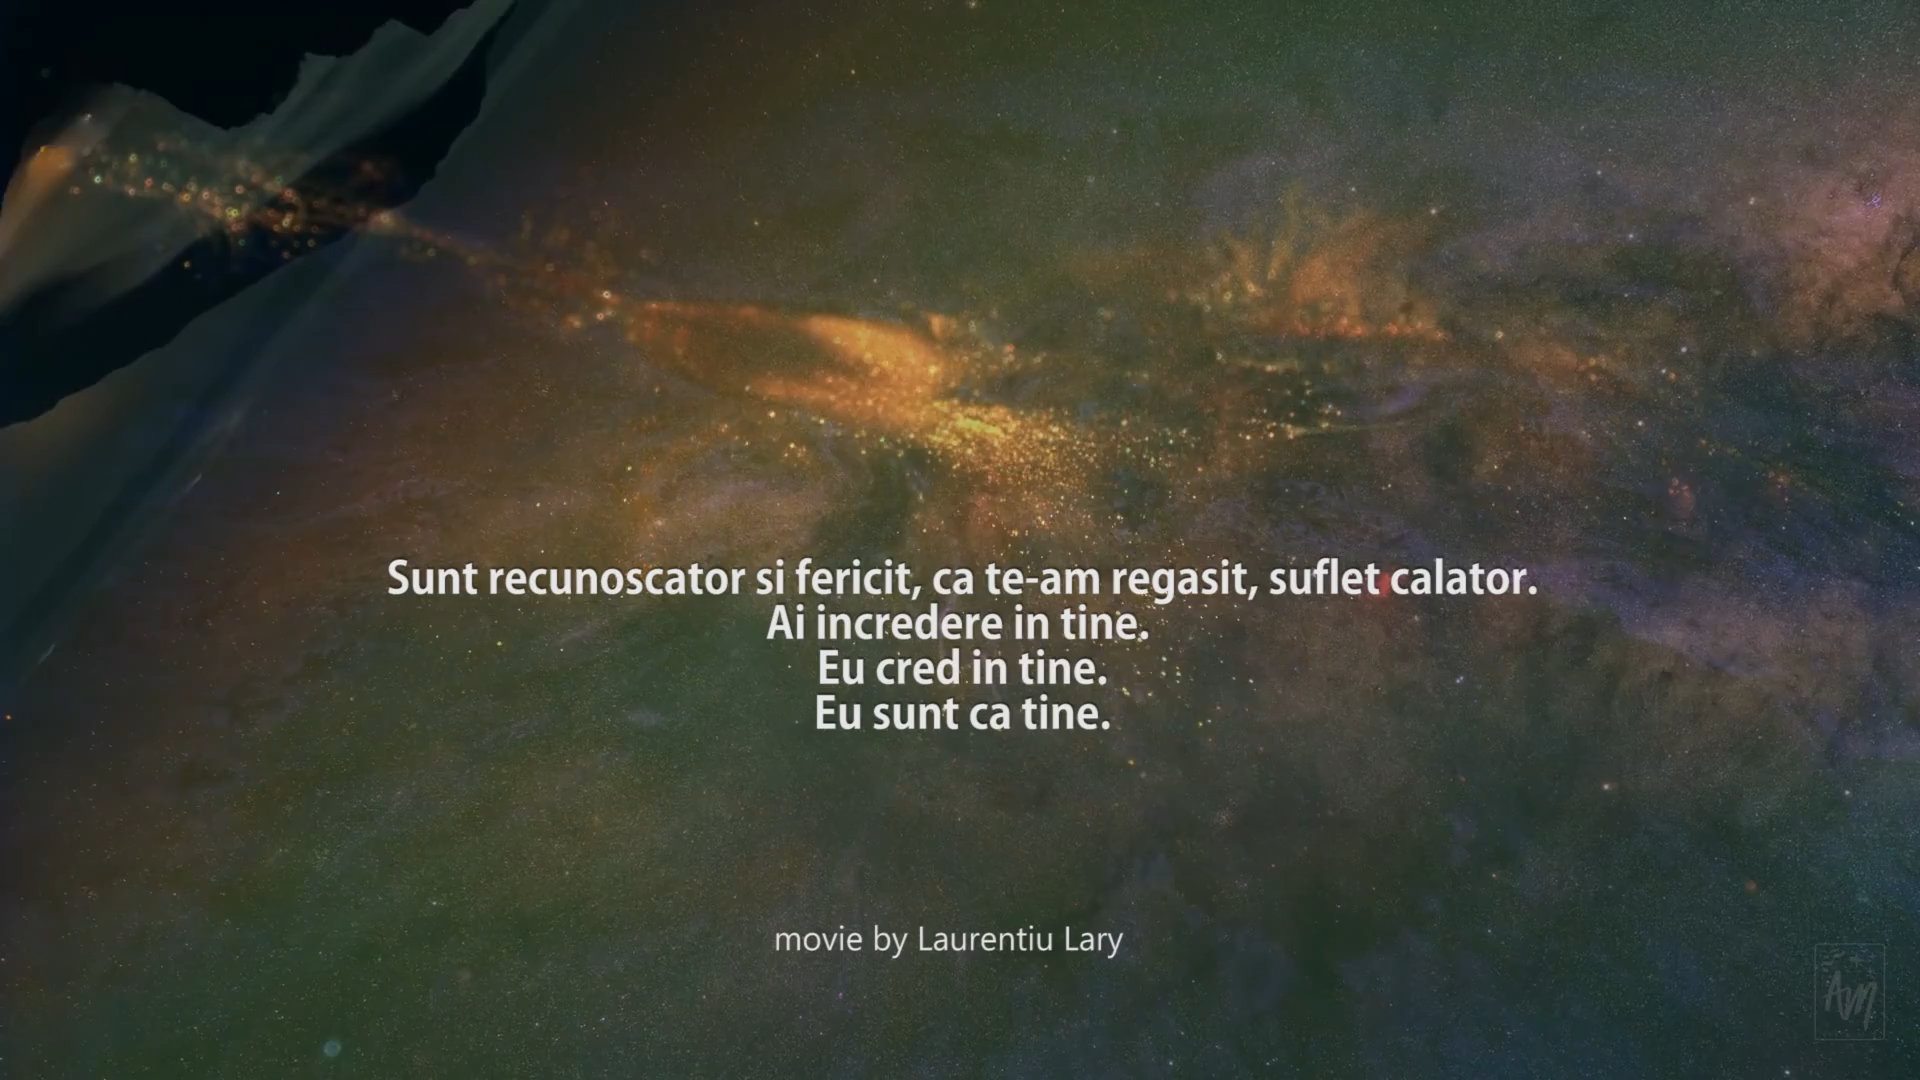 Sunt recunoscator si fericit, ca te-am regasit, suflet calator.
Ai incredere in tine.
Eu cred in tine.
Eu sunt ca tine.
movie by Laurentiu Lary
AM